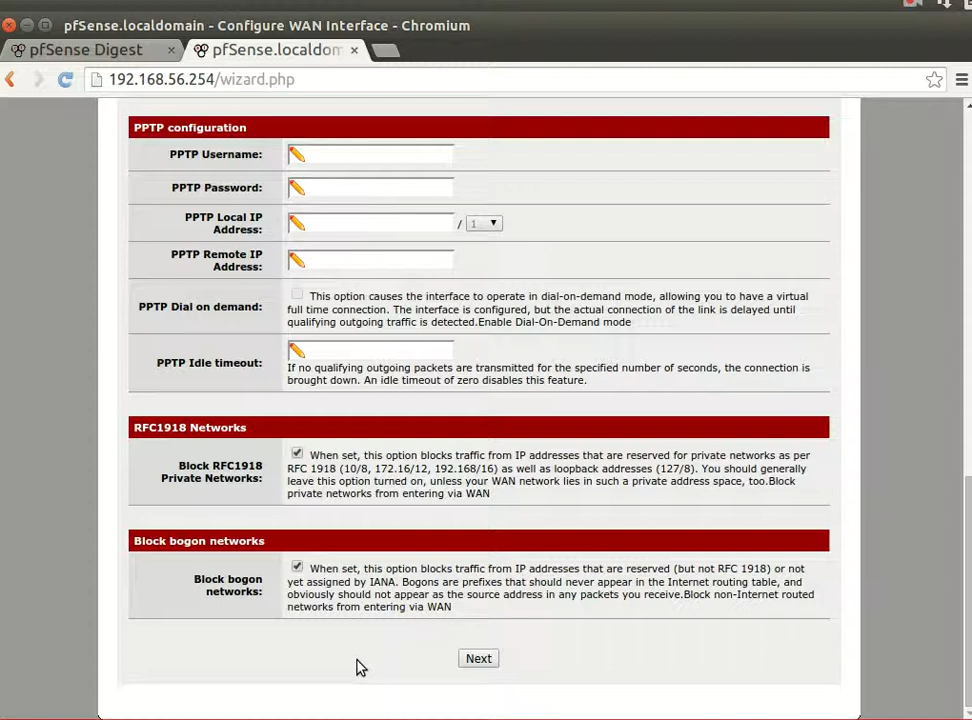 pfSense.localdomain - Configure WAN Interface - Chromium
pfSense Digest × pfSense.localdom ×
192.168.56.254/wizard.php
PPTP configuration
PPTP Username:
PPTP Password:
PPTP Local IP
Address:
/ 1
PPTP Remote IP
Address:
PPTP Dial on demand:
This option causes the interface to operate in dial-on-demand mode, allowing you to have a virtual
full time connection. The interface is configured, but the actual connection of the link is delayed until
qualifying outgoing traffic is detected.Enable Dial-On-Demand mode
PPTP Idle timeout:
If no qualifying outgoing packets are transmitted for the specified number of seconds, the connection is
brought down. An idle timeout of zero disables this feature.
RFC1918 Networks
Block RFC1918
Private Networks:
When set, this option blocks traffic from IP addresses that are reserved for private networks as per
RFC 1918 (10/8, 172.16/12, 192.168/16) as well as loopback addresses (127/8). You should generally
leave this option turned on, unless your WAN network lies in such a private address space, too.Block
private networks from entering via WAN
Block bogon networks
Block bogon
networks:
When set, this option blocks traffic from IP addresses that are reserved (but not RFC 1918) or not
yet assigned by IANA. Bogons are prefixes that should never appear in the Internet routing table, and
obviously should not appear as the source address in any packets you receive.Block non-Internet routed
networks from entering via WAN
Next